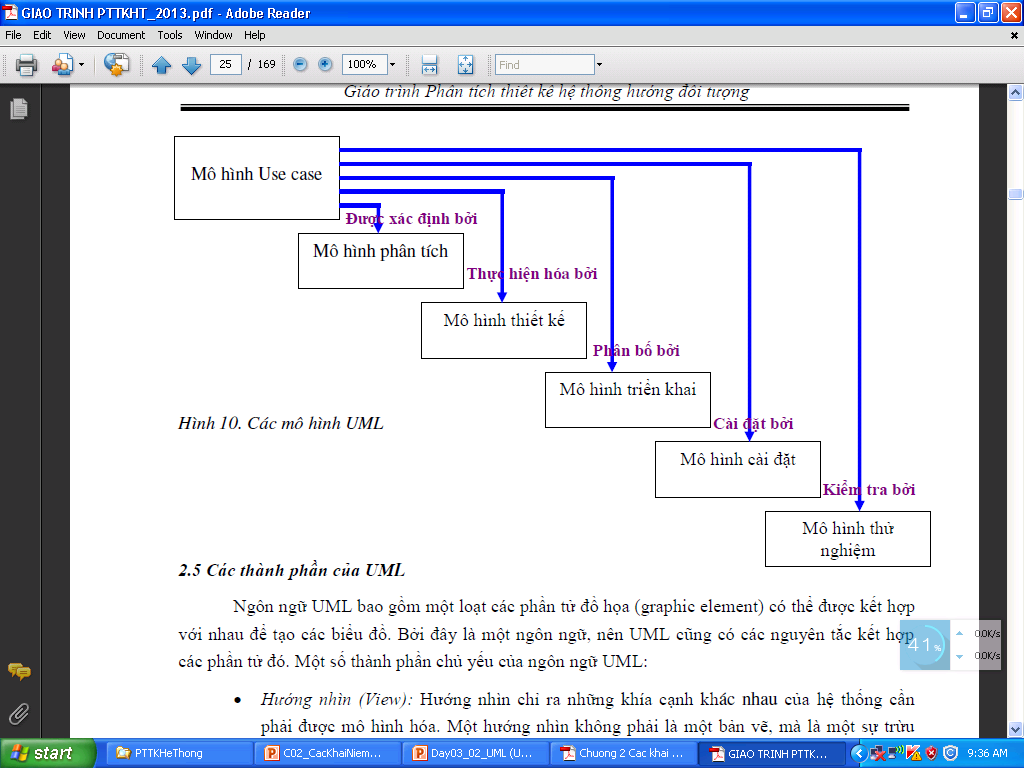 GIAO TRINH PTTKHT_2013.pdf - Adobe Reader
File Edit View Document Tools Window Help
25 / 169 100% Find
Giáo trình Phân tích thiết kế hệ thống hướng đối tượng
Mô hình Use case
Được xác định bởi
Mô hình phân tích
Thực hiện hóa bởi
Mô hình thiết kế
Phân bố bởi
Mô hình triển khai
Hình 10. Các mô hình UML
Cài đặt bởi
Mô hình cài đặt
Kiểm tra bởi
Mô hình thử
nghiệm
2.5 Các thành phần của UML
Ngôn ngữ UML bao gồm một loạt các phần tử đồ họa (graphic element) có thể được kết hợp
với nhau để tạo các biểu đồ. Bởi đây là một ngôn ngữ, nên UML cũng có các nguyên tắc kết hợp
các phần tử đó. Một số thành phần chủ yếu của ngôn ngữ UML:
41% 0.0K/s
0.0K/s
• Hướng nhìn (View): Hướng nhìn chỉ ra những khía cạnh khác nhau của hệ thống cần
phải được mô hình hóa. Một hướng nhìn không phải là một bản vẽ, mà là một sự trừu
start PTTKHeThong C02_CacKhaiNiem... Day03_02_UML (U... Chuong 2 Cac khai ... GIAO TRINH PTTK... 9:36 AM